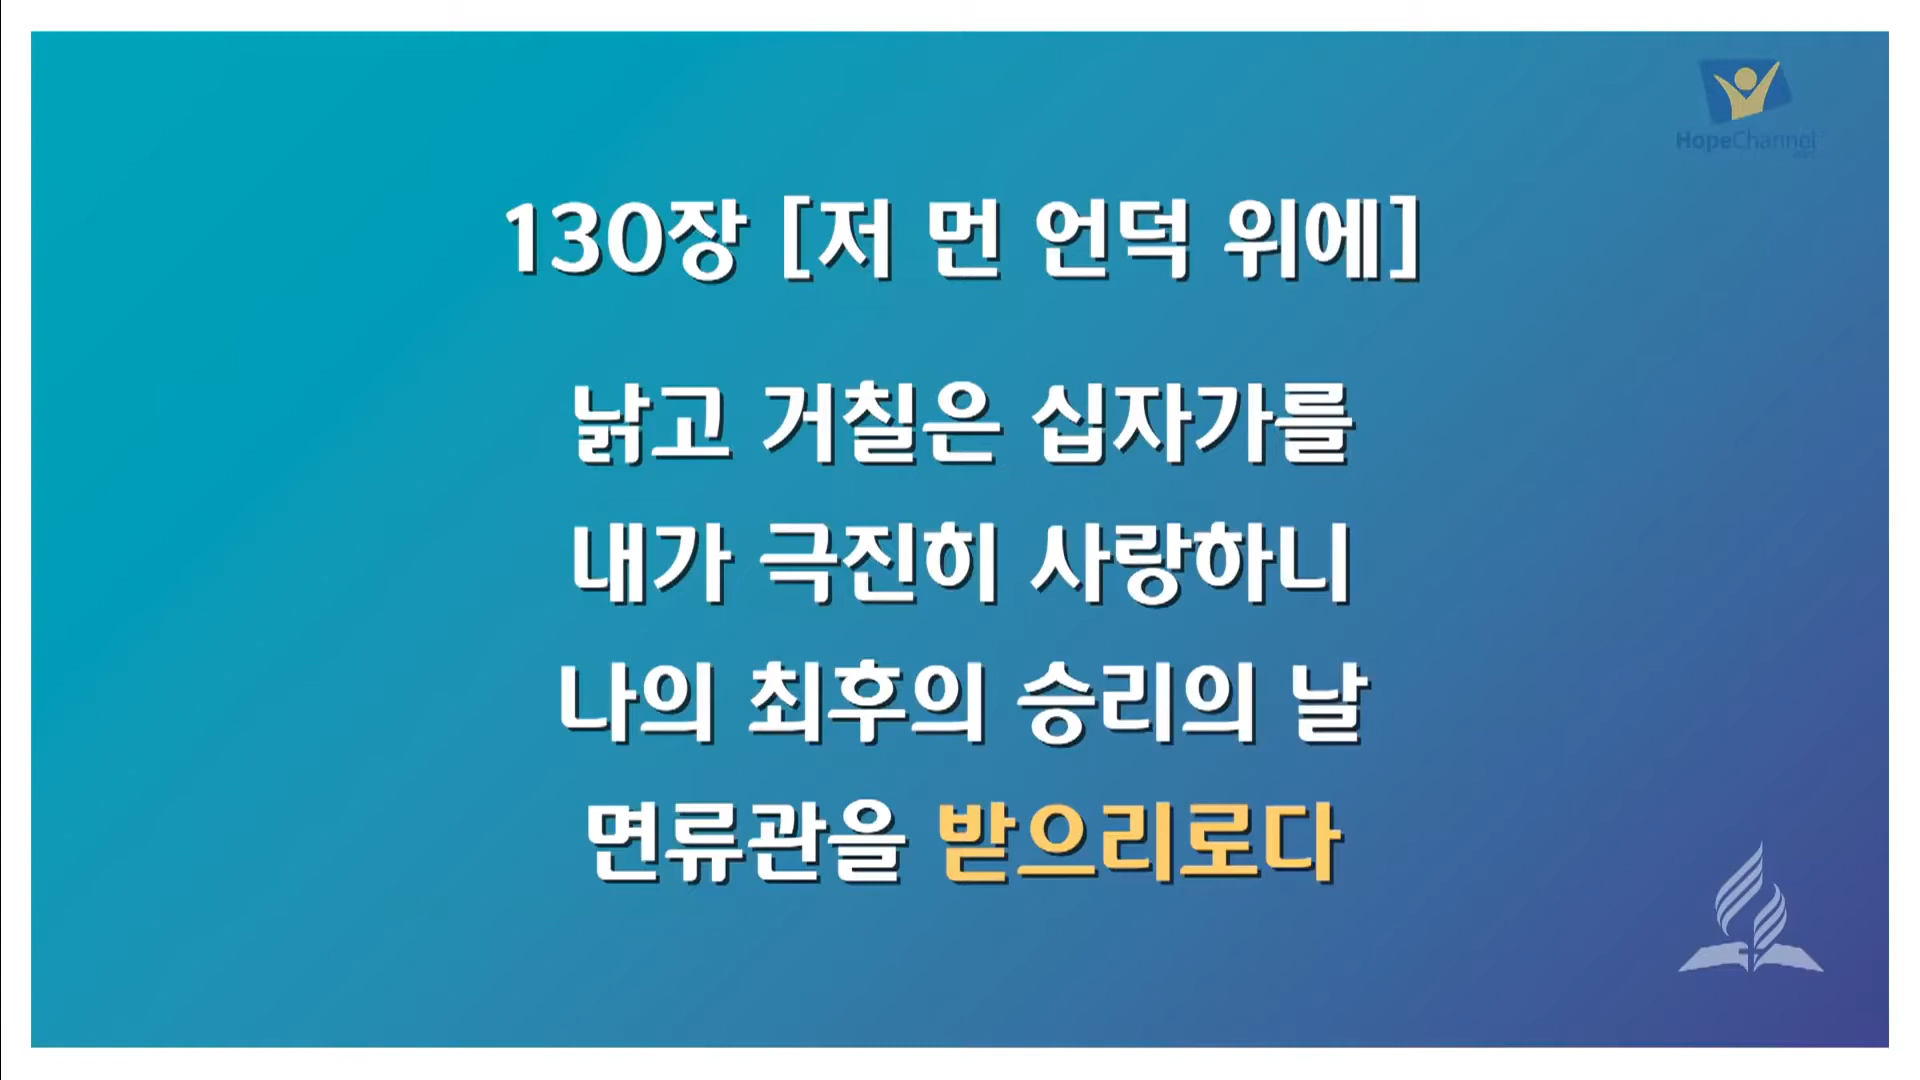 HopeChannel
130장 [저 먼 언덕 위에]
낡고 거칠은 십자가를
내가 극진히 사랑하니
나의 최후의 승리의 날
면류관을 받으리로다